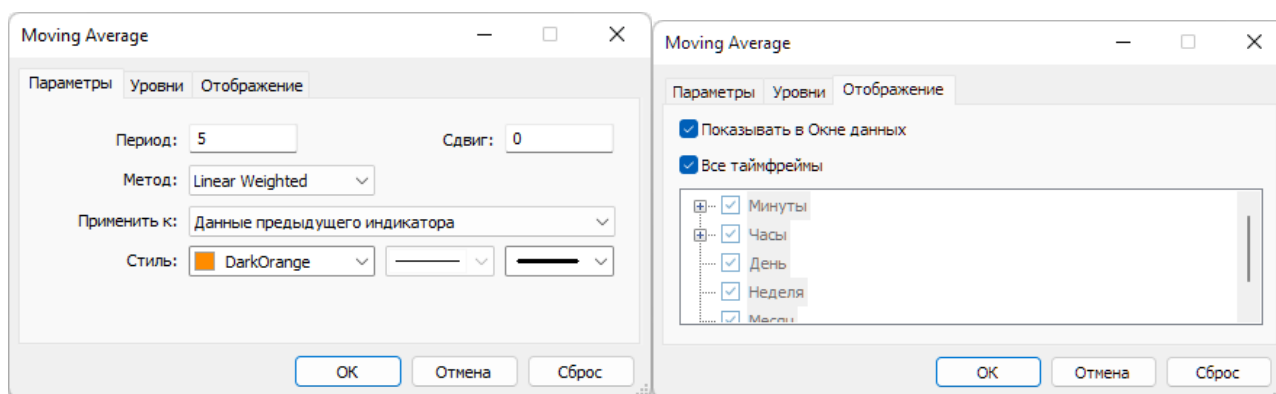 Moving Average
Параметры Уровни Отображение
Период: 5 Сдвиг: 0
Метод: Linear Weighted
Применить к: Данные предыдущего индикатора
Стиль: DarkOrange
OK Отмена Сброс
Moving Average
Параметры Уровни Отображение
Показывать в Окне данных
Все таймфреймы
Минуты
Часы
День
Неделя
Месяц
OK Отмена Сброс